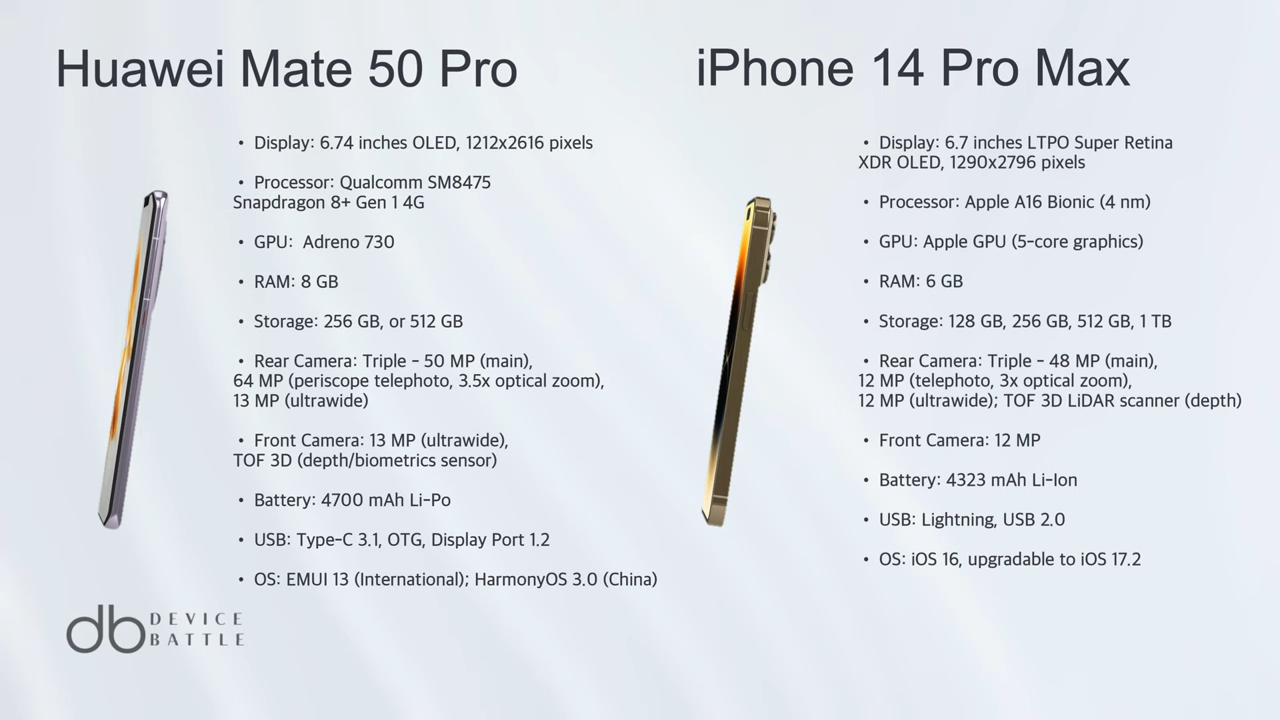 Huawei Mate 50 Pro
• Display: 6.74 inches OLED, 1212x2616 pixels
• Processor: Qualcomm SM8475
Snapdragon 8+ Gen 1 4G
• GPU:  Adreno 730
• RAM: 8 GB
• Storage: 256 GB, or 512 GB
• Rear Camera: Triple - 50 MP (main),
64 MP (periscope telephoto, 3.5x optical zoom),
13 MP (ultrawide)
• Front Camera: 13 MP (ultrawide),
TOF 3D (depth/biometrics sensor)
• Battery: 4700 mAh Li-Po
• USB: Type-C 3.1, OTG, Display Port 1.2
• OS: EMUI 13 (International); HarmonyOS 3.0 (China)
iPhone 14 Pro Max
• Display: 6.7 inches LTPO Super Retina
XDR OLED, 1290x2796 pixels
• Processor: Apple A16 Bionic (4 nm)
• GPU: Apple GPU (5-core graphics)
• RAM: 6 GB
• Storage: 128 GB, 256 GB, 512 GB, 1 TB
• Rear Camera: Triple - 48 MP (main),
12 MP (telephoto, 3x optical zoom),
12 MP (ultrawide); TOF 3D LiDAR scanner (depth)
• Front Camera: 12 MP
• Battery: 4323 mAh Li-Ion
• USB: Lightning, USB 2.0
• OS: iOS 16, upgradable to iOS 17.2
db DEVICE
BATTLE